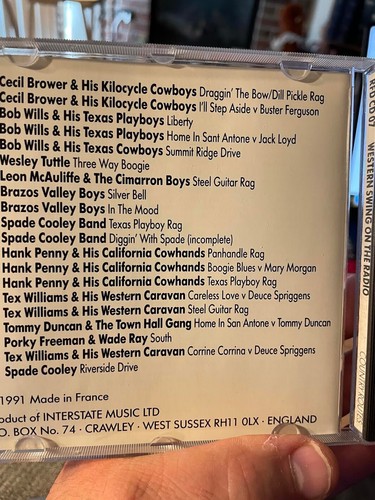 Cecil Brower & His Kilocycle Cowboys Draggin' The Bow/Dill Pickle Rag
Cecil Brower & His Kilocycle Cowboys I'll Step Aside v Buster Ferguson
Bob Wills & His Texas Playboys Liberty
Bob Wills & His Texas Playboys Home In Sant Antone v Jack Loyd
Bob Wills & His Texas Cowboys Summit Ridge Drive
Wesley Tuttle Three Way Boogie
Leon McAuliffe & The Cimarron Boys Steel Guitar Rag
Brazos Valley Boys Silver Bell
Brazos Valley Boys In The Mood
Spade Cooley Band Texas Playboy Rag
Spade Cooley Band Diggin' With Spade (incomplete)
Hank Penny & His California Cowhands Panhandle Rag
Hank Penny & His California Cowhands Boogie Blues v Mary Morgan
Hank Penny & His California Cowhands Texas Playboy Rag
Tex Williams & His Western Caravan Careless Love v Deuce Spriggens
Tex Williams & His Western Caravan Steel Guitar Rag
Tommy Duncan & The Town Hall Gang Home In San Antone v Tommy Duncan
Porky Freeman & Wade Ray South
Tex Williams & His Western Caravan Corrine Corrina v Deuce Spriggens
Spade Cooley Riverside Drive
1991 Made in France
oduct of INTERSTATE MUSIC LTD
O. BOX No. 74 · CRAWLEY · WEST SUSSEX RH11 0LX · ENGLAND
CD 07 WESTERN SWING ON THE RADIO